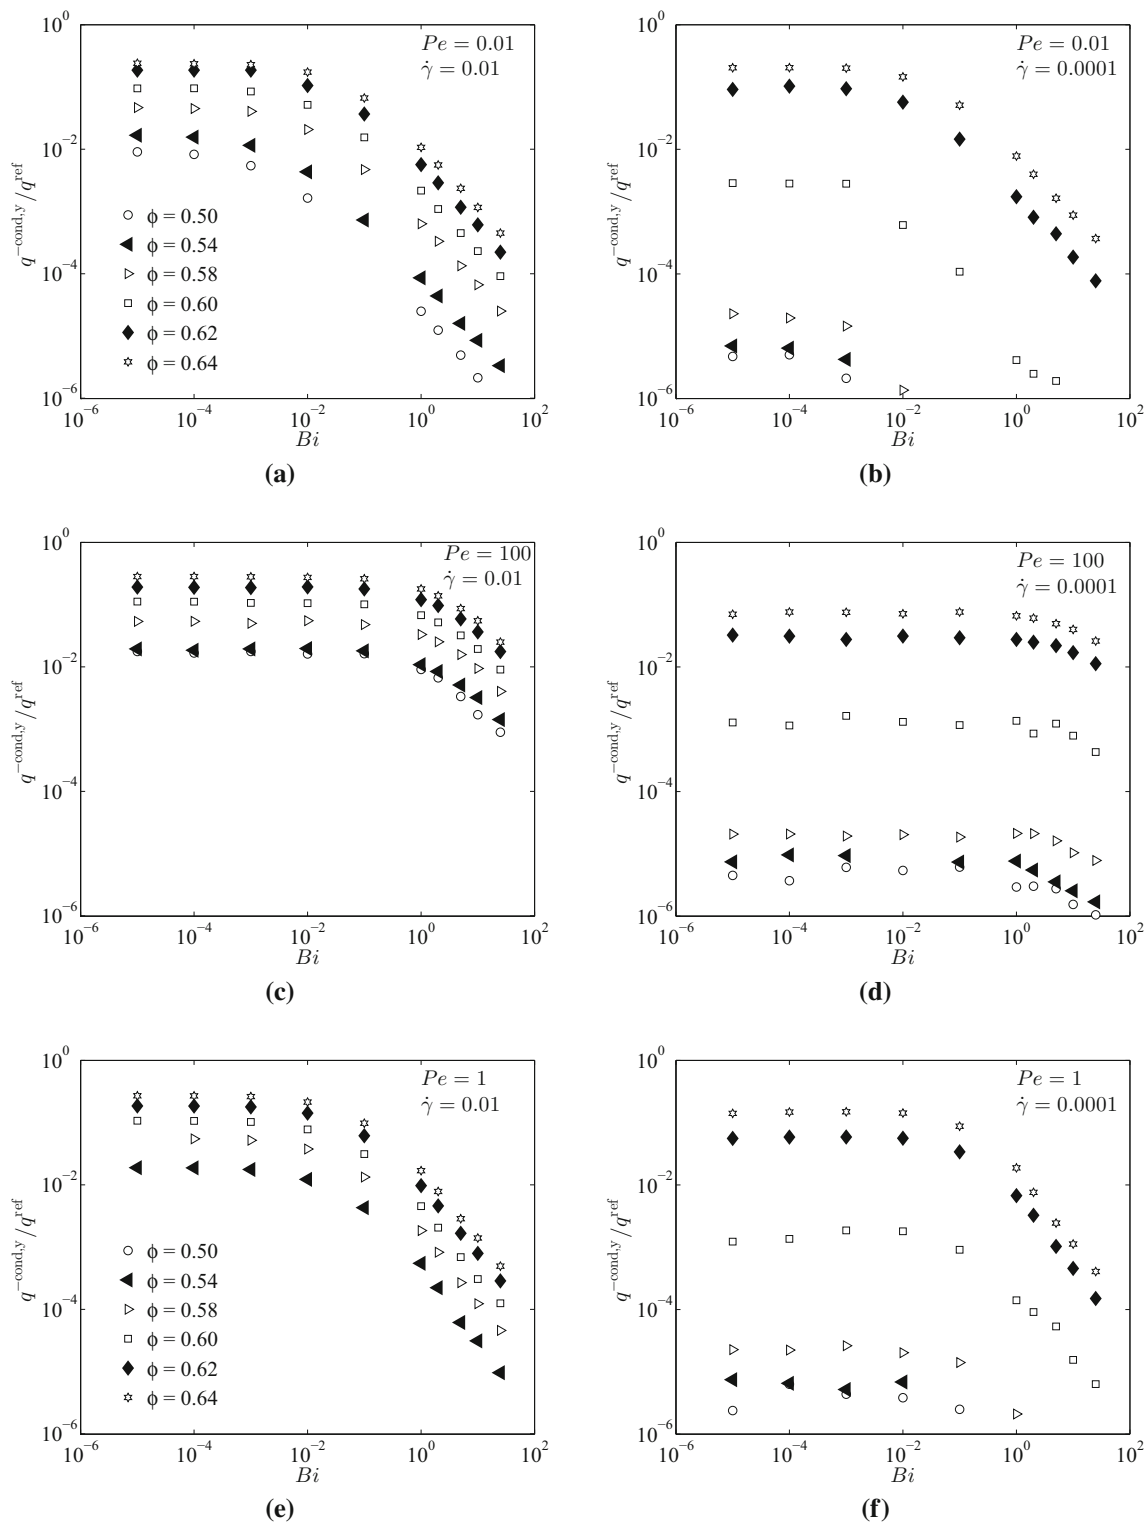 10^0
10^-2
10^-4
10^-6
q^-cond,y/q^ref
Pe = 0.01
γ̇ = 0.01
○ ϕ = 0.50
◀ ϕ = 0.54
▷ ϕ = 0.58
□ ϕ = 0.60
◆ ϕ = 0.62
✡ ϕ = 0.64
10^-6 10^-4 10^-2 10^0 10^2
Bi
(a)
10^0
10^-2
10^-4
10^-6
q^-cond,y/q^ref
Pe = 0.01
γ̇ = 0.0001
10^-6 10^-4 10^-2 10^0 10^2
Bi
(b)
10^0
10^-2
10^-4
10^-6
q^-cond,y/q^ref
Pe = 100
γ̇ = 0.01
10^-6 10^-4 10^-2 10^0 10^2
Bi
(c)
10^0
10^-2
10^-4
10^-6
q^-cond,y/q^ref
Pe = 100
γ̇ = 0.0001
10^-6 10^-4 10^-2 10^0 10^2
Bi
(d)
10^0
10^-2
10^-4
10^-6
q^-cond,y/q^ref
Pe = 1
γ̇ = 0.01
○ ϕ = 0.50
◀ ϕ = 0.54
▷ ϕ = 0.58
□ ϕ = 0.60
◆ ϕ = 0.62
✡ ϕ = 0.64
10^-6 10^-4 10^-2 10^0 10^2
Bi
(e)
10^0
10^-2
10^-4
10^-6
q^-cond,y/q^ref
Pe = 1
γ̇ = 0.0001
10^-6 10^-4 10^-2 10^0 10^2
Bi
(f)